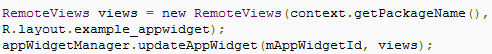 RemoteViews views = new RemoteViews(context.getPackageName(),
R.layout.example_appwidget);
appWidgetManager.updateAppWidget(mAppWidgetId, views);